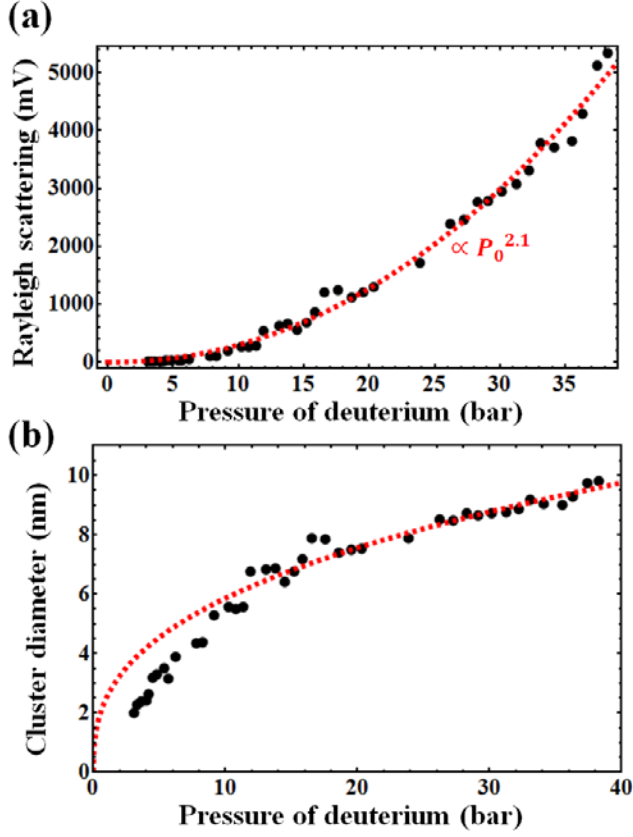 (a)
Rayleigh scattering (mV)
5000
4000
3000
2000
1000
0
∝ P₀²·¹
0 5 10 15 20 25 30 35
Pressure of deuterium (bar)
(b)
Cluster diameter (nm)
10
8
6
4
2
0
0 10 20 30 40
Pressure of deuterium (bar)